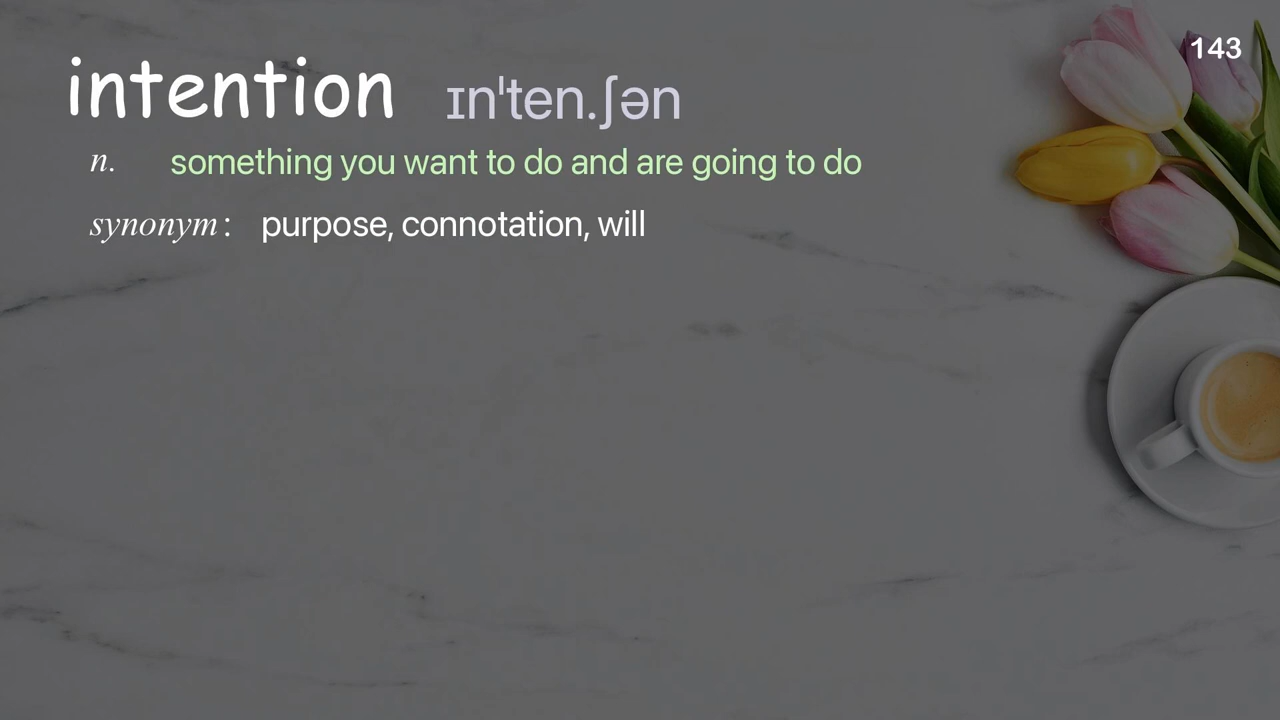 143
intention ɪnˈten.ʃən
n. something you want to do and are going to do
synonym: purpose, connotation, will